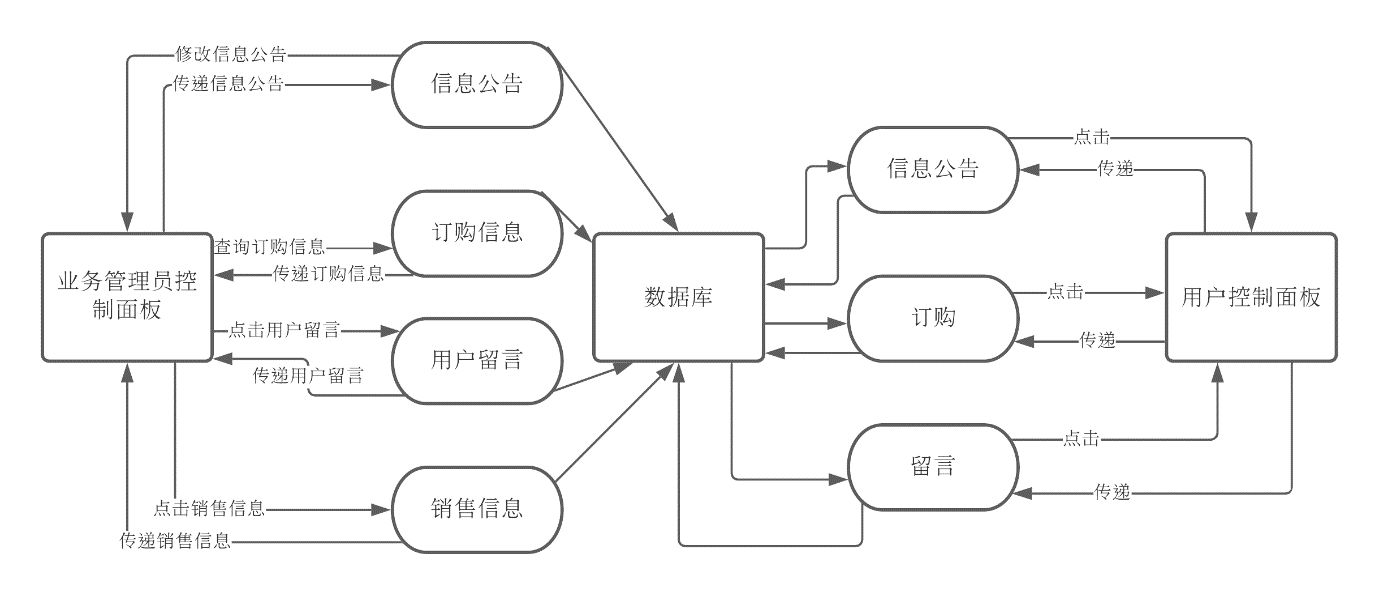 修改信息公告
传递信息公告
信息公告
查询订购信息
传递订购信息
订购信息
业务管理员控
制面板
点击用户留言
传递用户留言
用户留言
点击销售信息
传递销售信息
销售信息
数据库
信息公告
点击
传递
订购
点击
传递
用户控制面板
留言
点击
传递